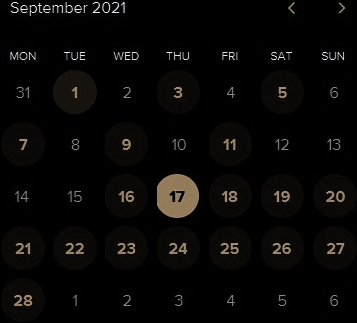 September 2021 < >
MON TUE WED THU FRI SAT SUN
31 1 2 3 4 5 6
7 8 9 10 11 12 13
14 15 16 17 18 19 20
21 22 23 24 25 26 27
28 1 2 3 4 5 6